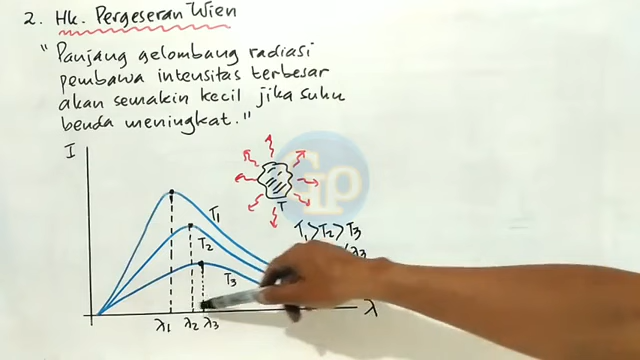 2. Hk. Pergeseran Wien
"Panjang gelombang radiasi
pembawa intensitas terbesar
akan semakin kecil jika suhu
benda meningkat."
I
T
T₁
T₂
T₃
T₁>T₂>T₃
λ₃
λ₁ λ₂ λ₃
λ